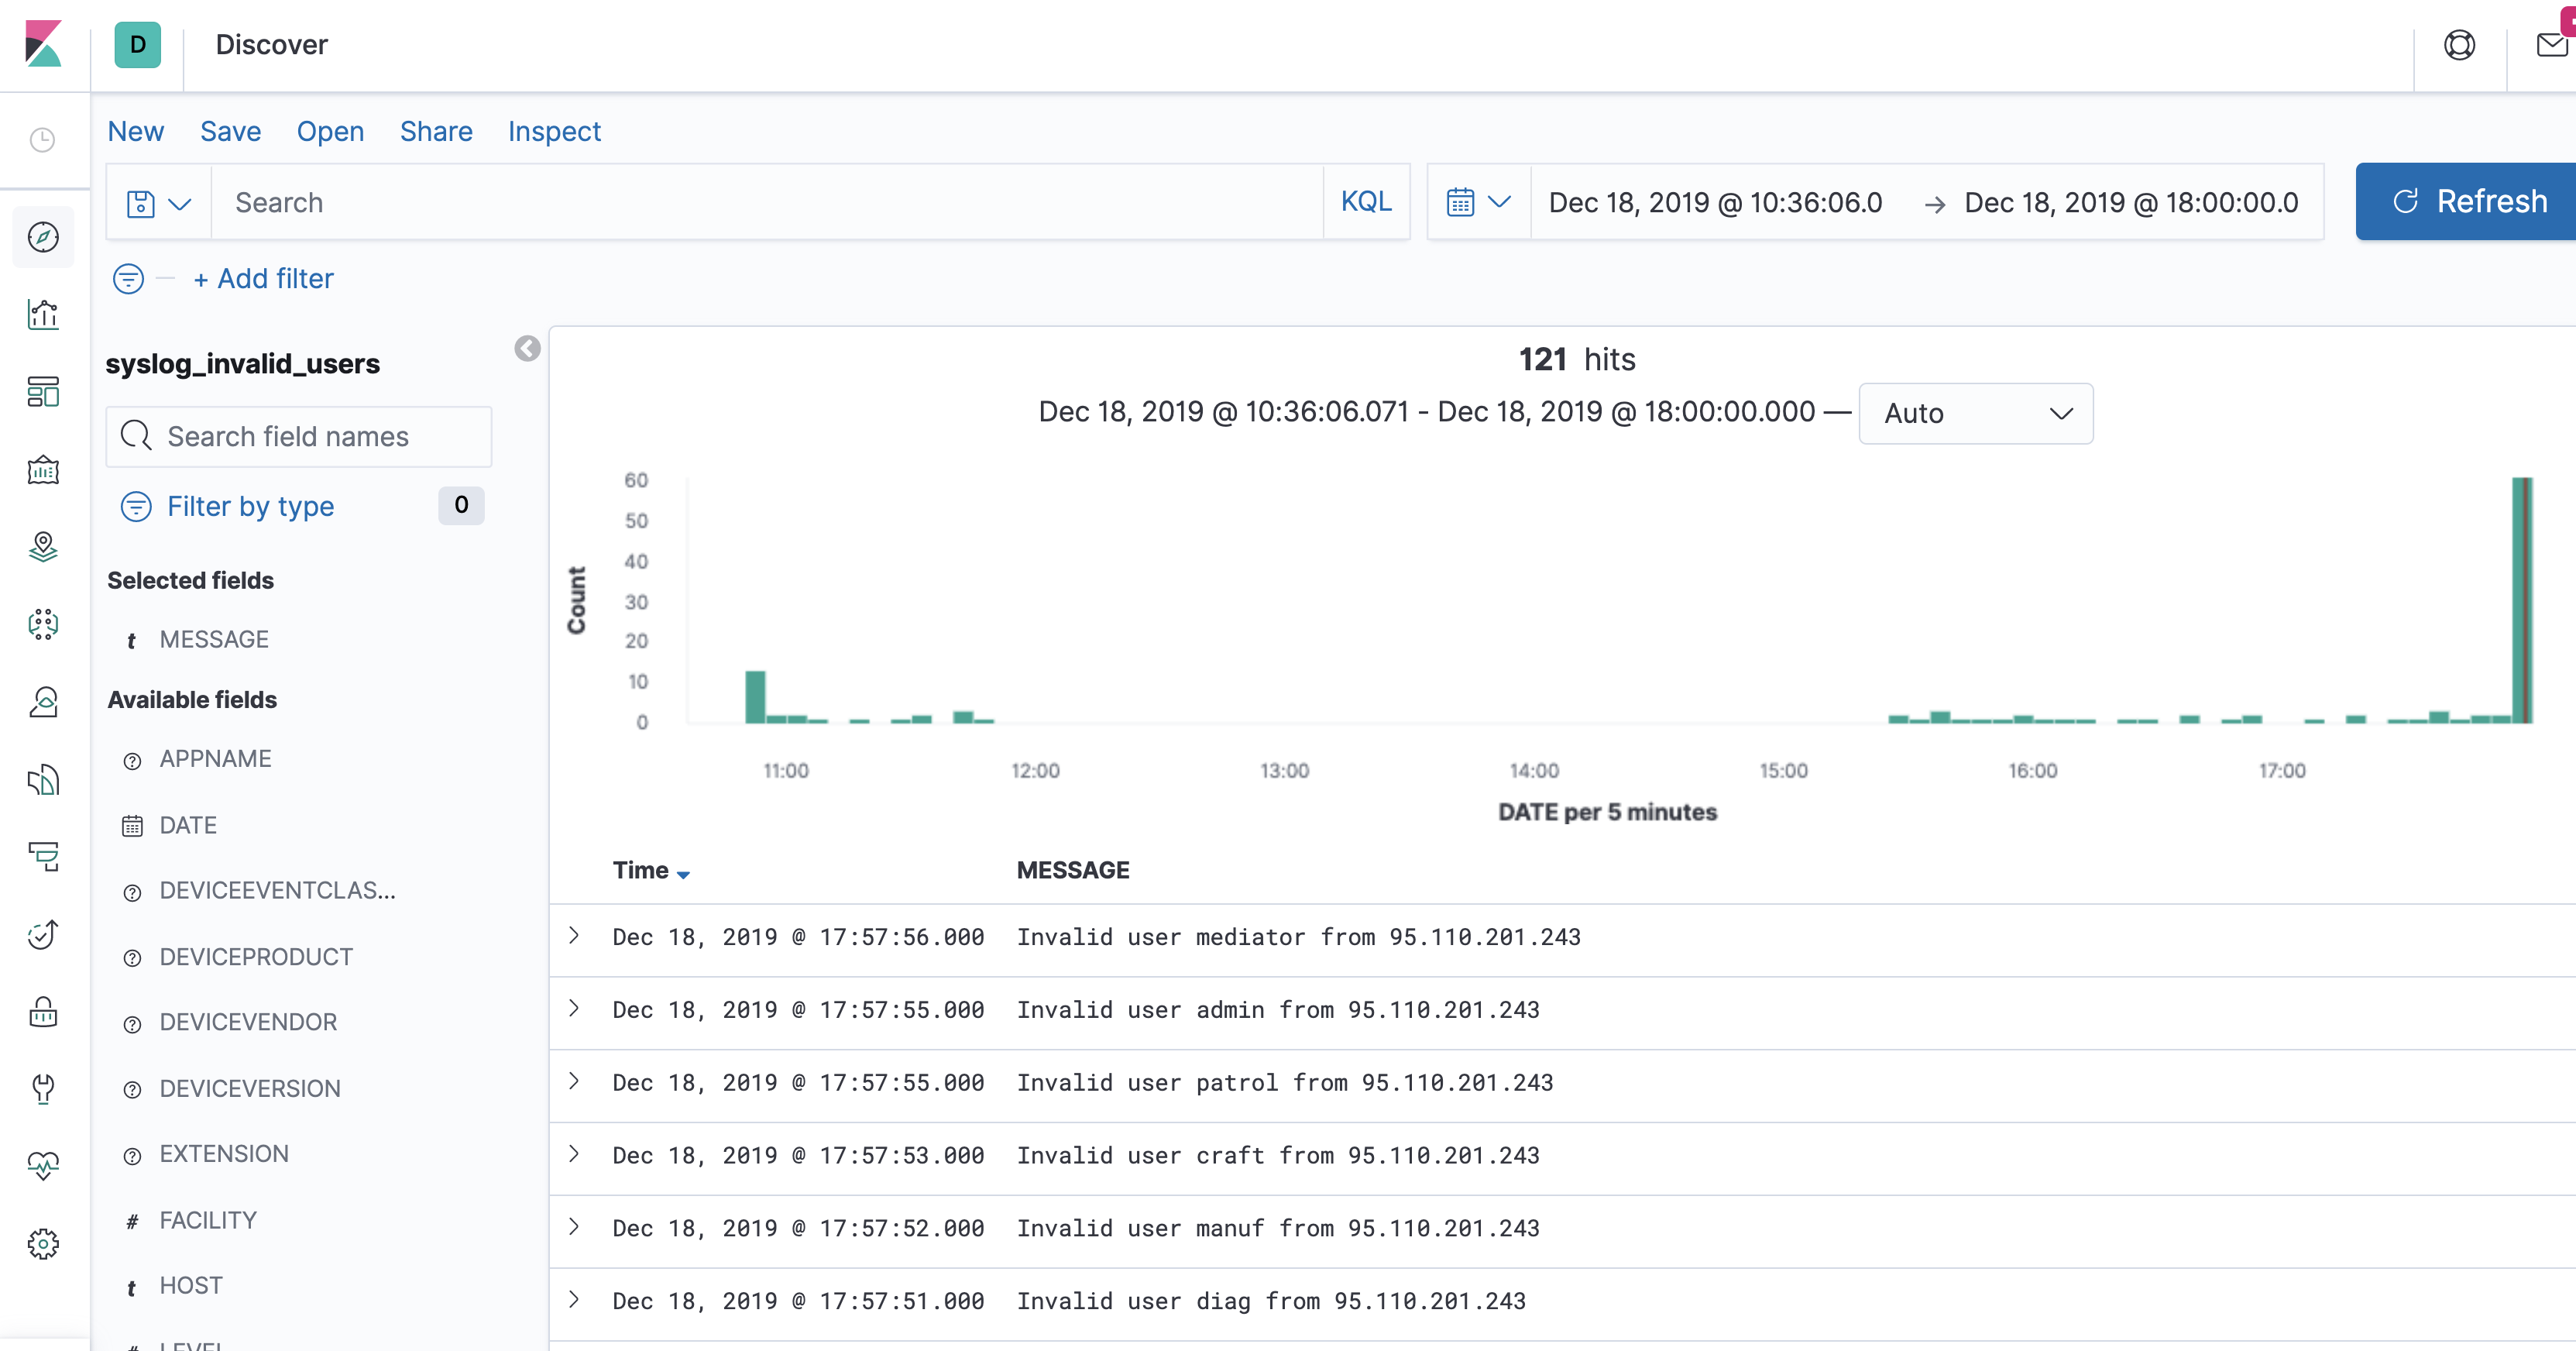 D Discover
New Save Open Share Inspect
Search KQL Dec 18, 2019 @ 10:36:06.0 → Dec 18, 2019 @ 18:00:00.0 Refresh
+ Add filter
syslog_invalid_users
Search field names
Filter by type 0
Selected fields
t MESSAGE
Available fields
APPNAME
DATE
DEVICEEVENTCLAS...
DEVICEPRODUCT
DEVICEVENDOR
DEVICEVERSION
EXTENSION
# FACILITY
t HOST
# LEVEL
121 hits
Dec 18, 2019 @ 10:36:06.071 - Dec 18, 2019 @ 18:00:00.000 — Auto
Count
60
50
40
30
20
10
0
11:00 12:00 13:00 14:00 15:00 16:00 17:00
DATE per 5 minutes
Time MESSAGE
Dec 18, 2019 @ 17:57:56.000 Invalid user mediator from 95.110.201.243
Dec 18, 2019 @ 17:57:55.000 Invalid user admin from 95.110.201.243
Dec 18, 2019 @ 17:57:55.000 Invalid user patrol from 95.110.201.243
Dec 18, 2019 @ 17:57:53.000 Invalid user craft from 95.110.201.243
Dec 18, 2019 @ 17:57:52.000 Invalid user manuf from 95.110.201.243
Dec 18, 2019 @ 17:57:51.000 Invalid user diag from 95.110.201.243